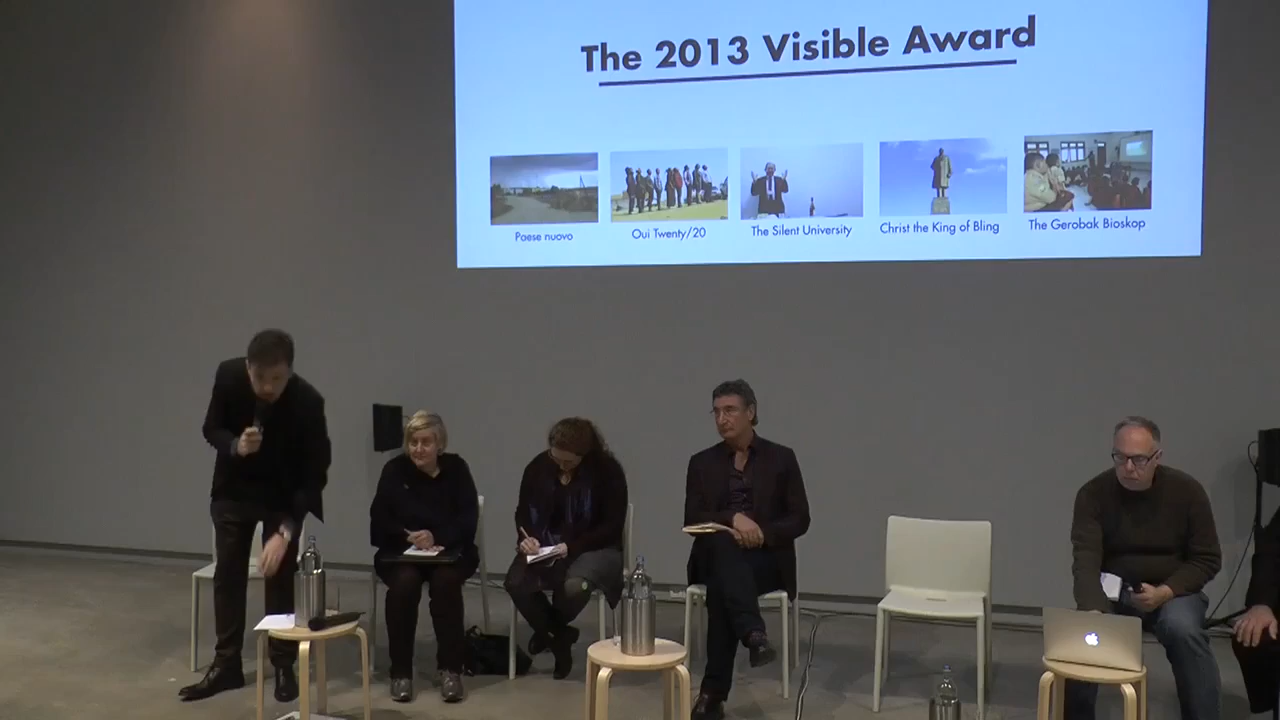 The 2013 Visible Award
Paese nuovo
Oui Twenty/20
The Silent University
Christ the King of Bling
The Gerobak Bioskop